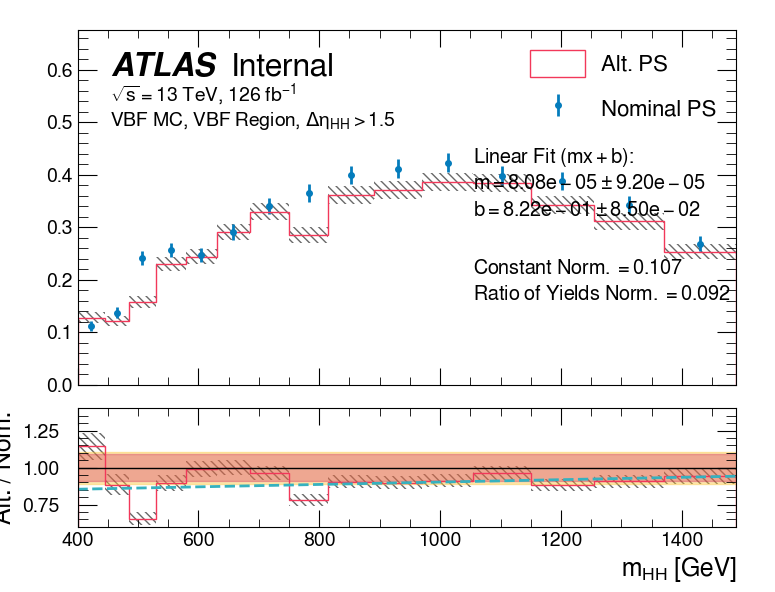 ATLAS Internal
√s = 13 TeV, 126 fb⁻¹
VBF MC, VBF Region, Δη_HH > 1.5
Alt. PS
Nominal PS
Linear Fit (mx + b):
m = 8.08e − 05 ± 9.20e − 05
b = 8.22e − 01 ± 8.50e − 02
Constant Norm. = 0.107
Ratio of Yields Norm. = 0.092
0.6
0.5
0.4
0.3
0.2
0.1
0.0
Alt. / Nom.
1.25
1.00
0.75
400 600 800 1000 1200 1400
m_HH [GeV]